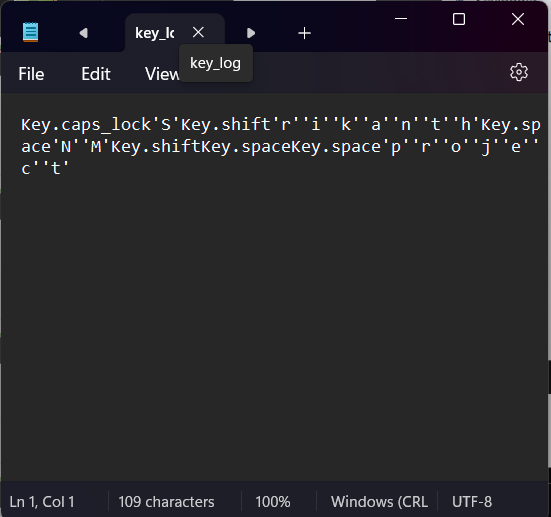 key_lo
key_log
File Edit View
Key.caps_lock'S'Key.shift'r''i''k''a''n''t''h'Key.sp
ace'N''M'Key.shiftKey.spaceKey.space'p''r''o''j''e''
c''t'
Ln 1, Col 1 109 characters 100% Windows (CRL UTF-8